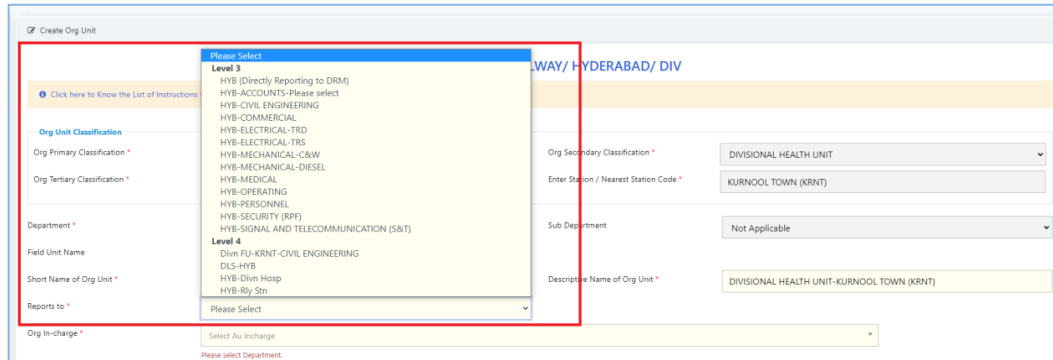 Create Org Unit
LWAY/ HYDERABAD/ DIV
Click here to Know the List of Instructions
Org Unit Classification
Org Primary Classification *
Org Secondary Classification *
DIVISIONAL HEALTH UNIT
Org Tertiary Classification *
Enter Station / Nearest Station Code *
KURNOOL TOWN (KRNT)
Department *
Sub Department
Not Applicable
Field Unit Name
Short Name of Org Unit *
Descriptive Name of Org Unit *
DIVISIONAL HEALTH UNIT-KURNOOL TOWN (KRNT)
Please Select
Level 3
HYB (Directly Reporting to DRM)
HYB-ACCOUNTS-Please select
HYB-CIVIL ENGINEERING
HYB-COMMERCIAL
HYB-ELECTRICAL-TRD
HYB-ELECTRICAL-TRS
HYB-MECHANICAL-C&W
HYB-MECHANICAL-DIESEL
HYB-MEDICAL
HYB-OPERATING
HYB-PERSONNEL
HYB-SECURITY (RPF)
HYB-SIGNAL AND TELECOMMUNICATION (S&T)
Level 4
Divn FU-KRNT-CIVIL ENGINEERING
DLS-HYB
HYB-Divn Hosp
HYB-Rly Stn
Reports to *
Please Select
Org In-charge *
Select Au Incharge
Please select Department.